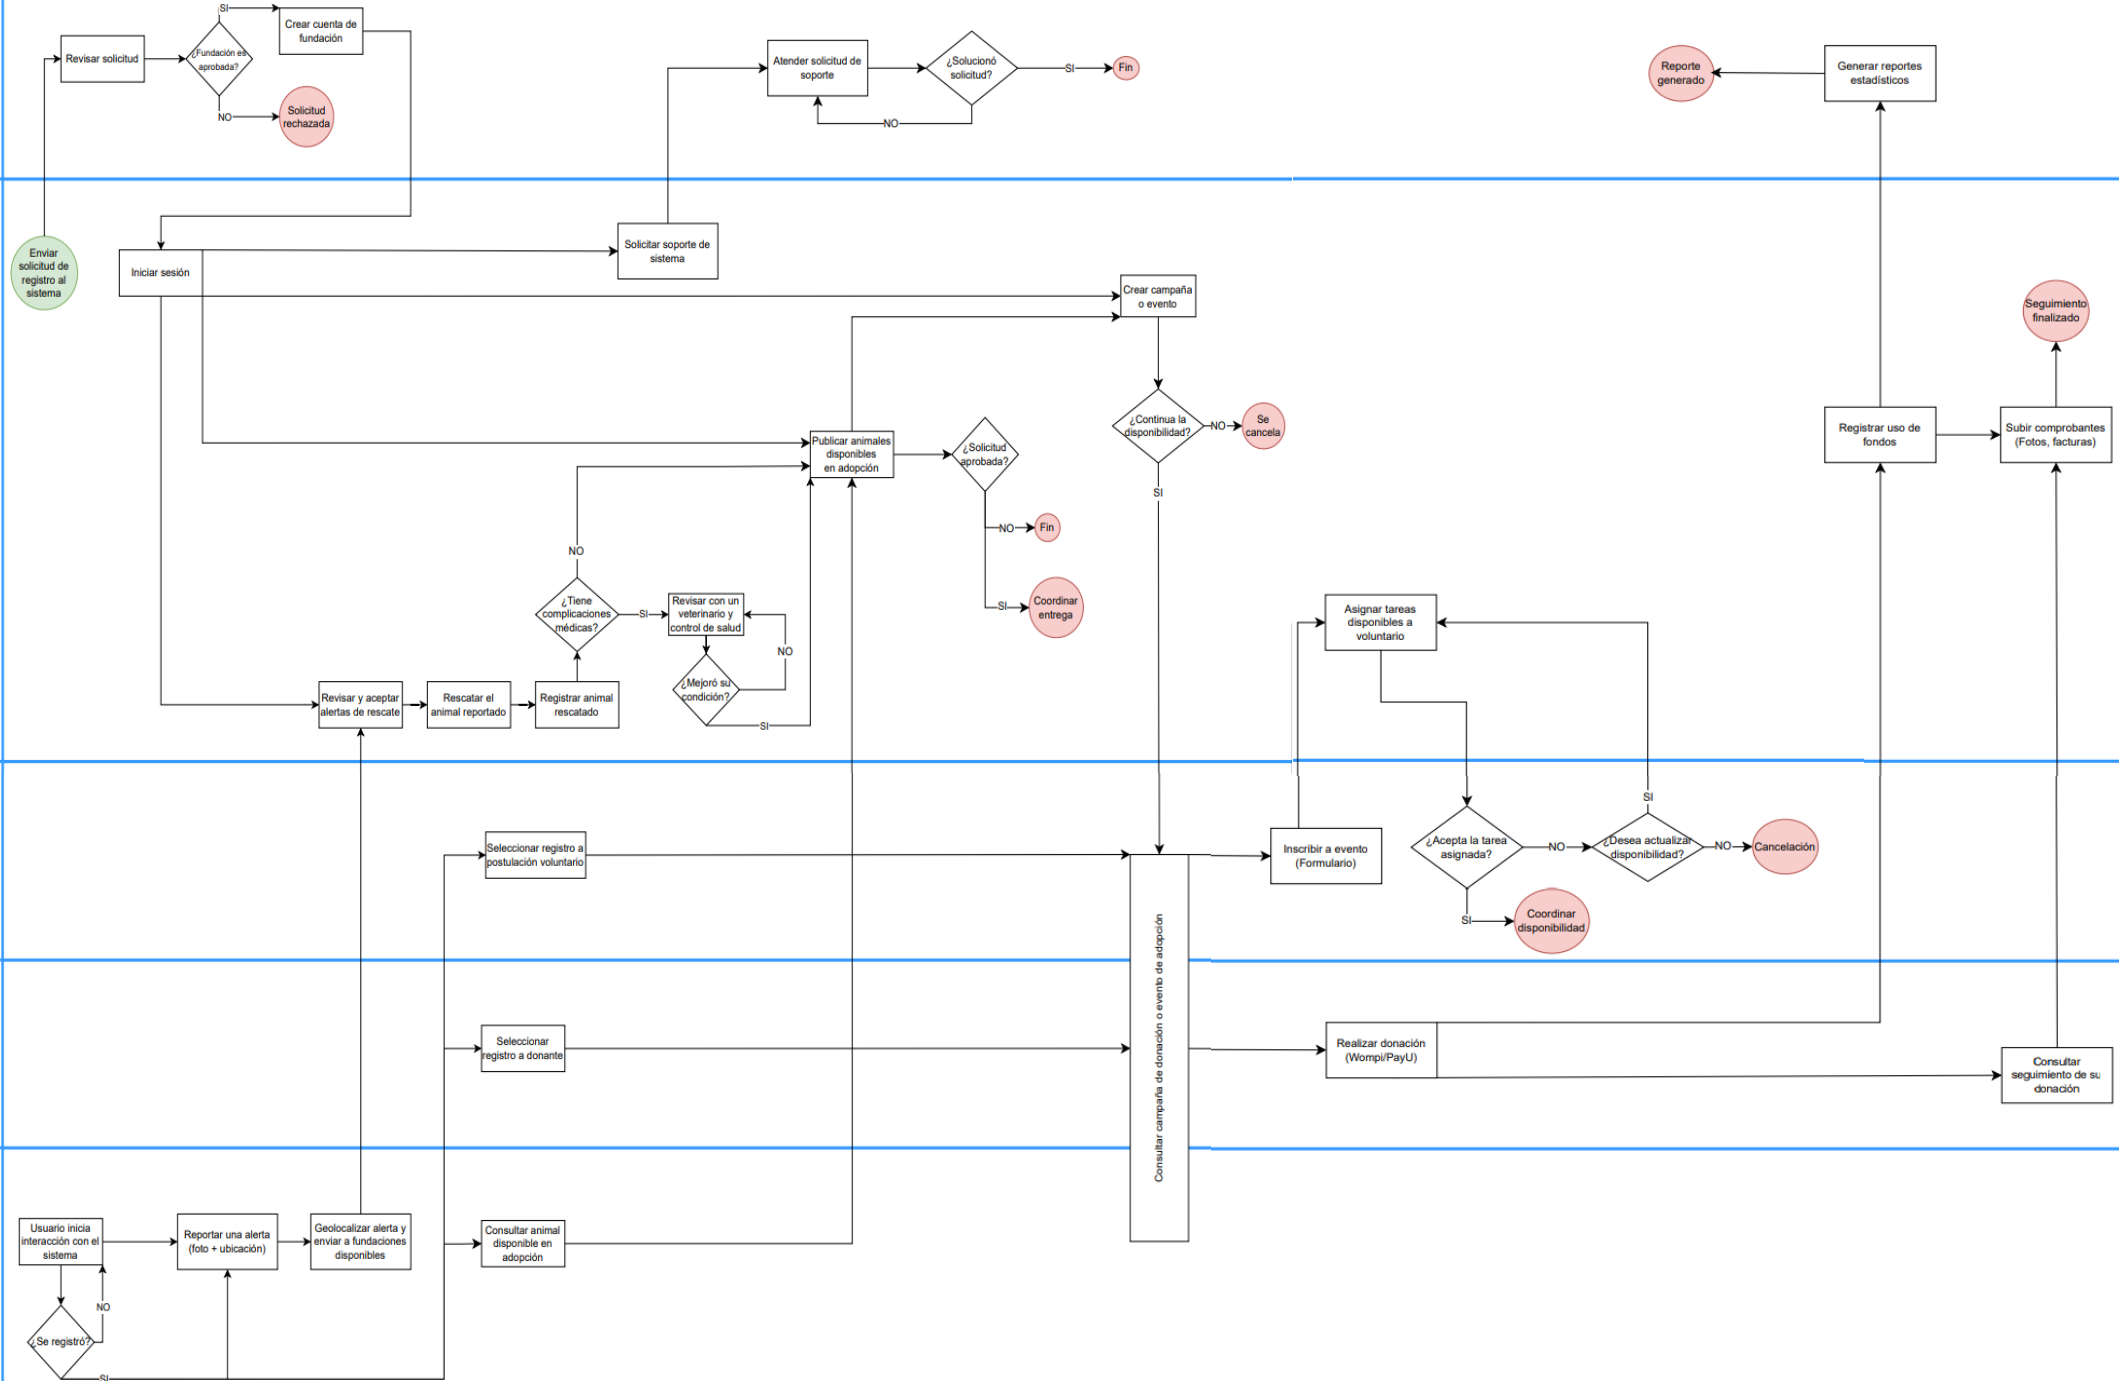 SI
Crear cuenta de
fundación
Revisar solicitud
¿Fundación es
aprobada?
NO
Solicitud
rechazada
Atender solicitud de
soporte
¿Solucionó
solicitud?
SI
Fin
NO
Reporte
generado
Generar reportes
estadísticos
Enviar
solicitud de
registro al
sistema
Iniciar sesión
Solicitar soporte de
sistema
Crear campaña
o evento
Seguimiento
finalizado
¿Continua la
disponibilidad?
NO
Se
cancela
SI
Publicar animales
disponibles
en adopción
¿Solicitud
aprobada?
NO
Fin
SI
Coordinar
entrega
Registrar uso de
fondos
Subir comprobantes
(Fotos, facturas)
NO
¿Tiene
complicaciones
médicas?
SI
Revisar con un
veterinario y
control de salud
NO
¿Mejoró su
condición?
SI
Asignar tareas
disponibles a
voluntario
Revisar y aceptar
alertas de rescate
Rescatar el
animal reportado
Registrar animal
rescatado
Seleccionar registro a
postulación voluntario
Inscribir a evento
(Formulario)
¿Acepta la tarea
asignada?
NO
SI
¿Desea actualizar
disponibilidad?
NO
Cancelación
SI
Coordinar
disponibilidad
Consultar campaña de donación o evento de adopción
Seleccionar
registro a donante
Realizar donación
(Wompi/PayU)
Consultar
seguimiento de su
donación
Usuario inicia
interacción con el
sistema
Reportar una alerta
(foto + ubicación)
Geolocalizar alerta y
enviar a fundaciones
disponibles
Consultar animal
disponible en
adopción
NO
¿Se registró?
SI